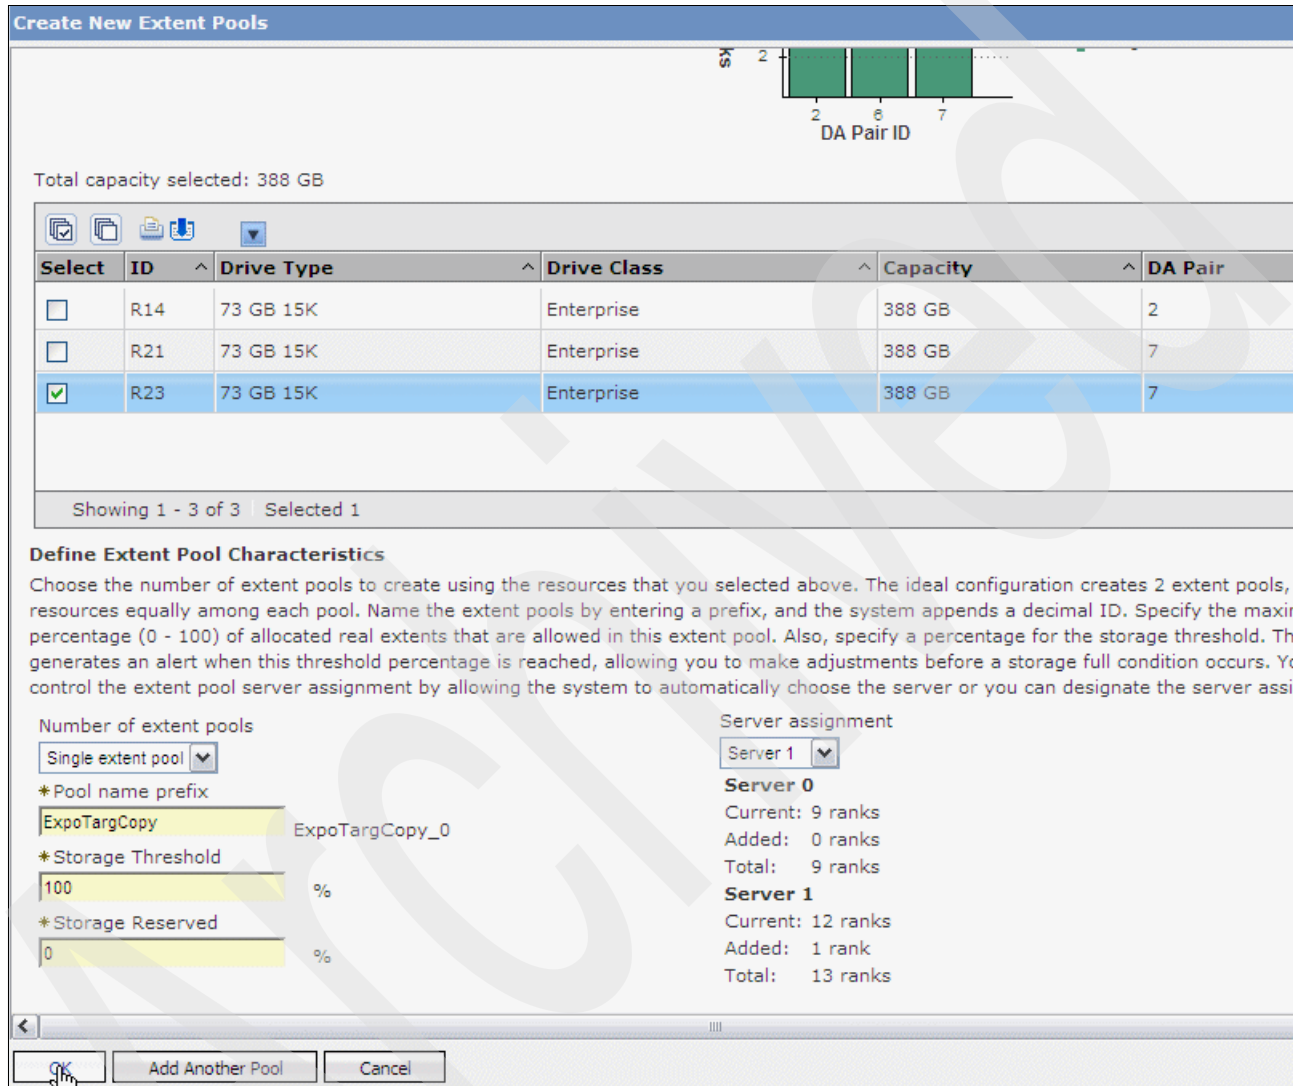 Create New Extent Pools
ks
2
2 6 7
DA Pair ID
Total capacity selected: 388 GB
Select ID Drive Type Drive Class Capacity DA Pair
R14 73 GB 15K Enterprise 388 GB 2
R21 73 GB 15K Enterprise 388 GB 7
R23 73 GB 15K Enterprise 388 GB 7
Showing 1 - 3 of 3 Selected 1
Define Extent Pool Characteristics
Choose the number of extent pools to create using the resources that you selected above. The ideal configuration creates 2 extent pools,
resources equally among each pool. Name the extent pools by entering a prefix, and the system appends a decimal ID. Specify the maxi
percentage (0 - 100) of allocated real extents that are allowed in this extent pool. Also, specify a percentage for the storage threshold. Th
generates an alert when this threshold percentage is reached, allowing you to make adjustments before a storage full condition occurs. Yo
control the extent pool server assignment by allowing the system to automatically choose the server or you can designate the server assi
Number of extent pools
Single extent pool
*Pool name prefix
ExpoTargCopy ExpoTargCopy_0
*Storage Threshold
100 %
*Storage Reserved
0 %
Server assignment
Server 1
Server 0
Current: 9 ranks
Added: 0 ranks
Total: 9 ranks
Server 1
Current: 12 ranks
Added: 1 rank
Total: 13 ranks
OK Add Another Pool Cancel
Archived